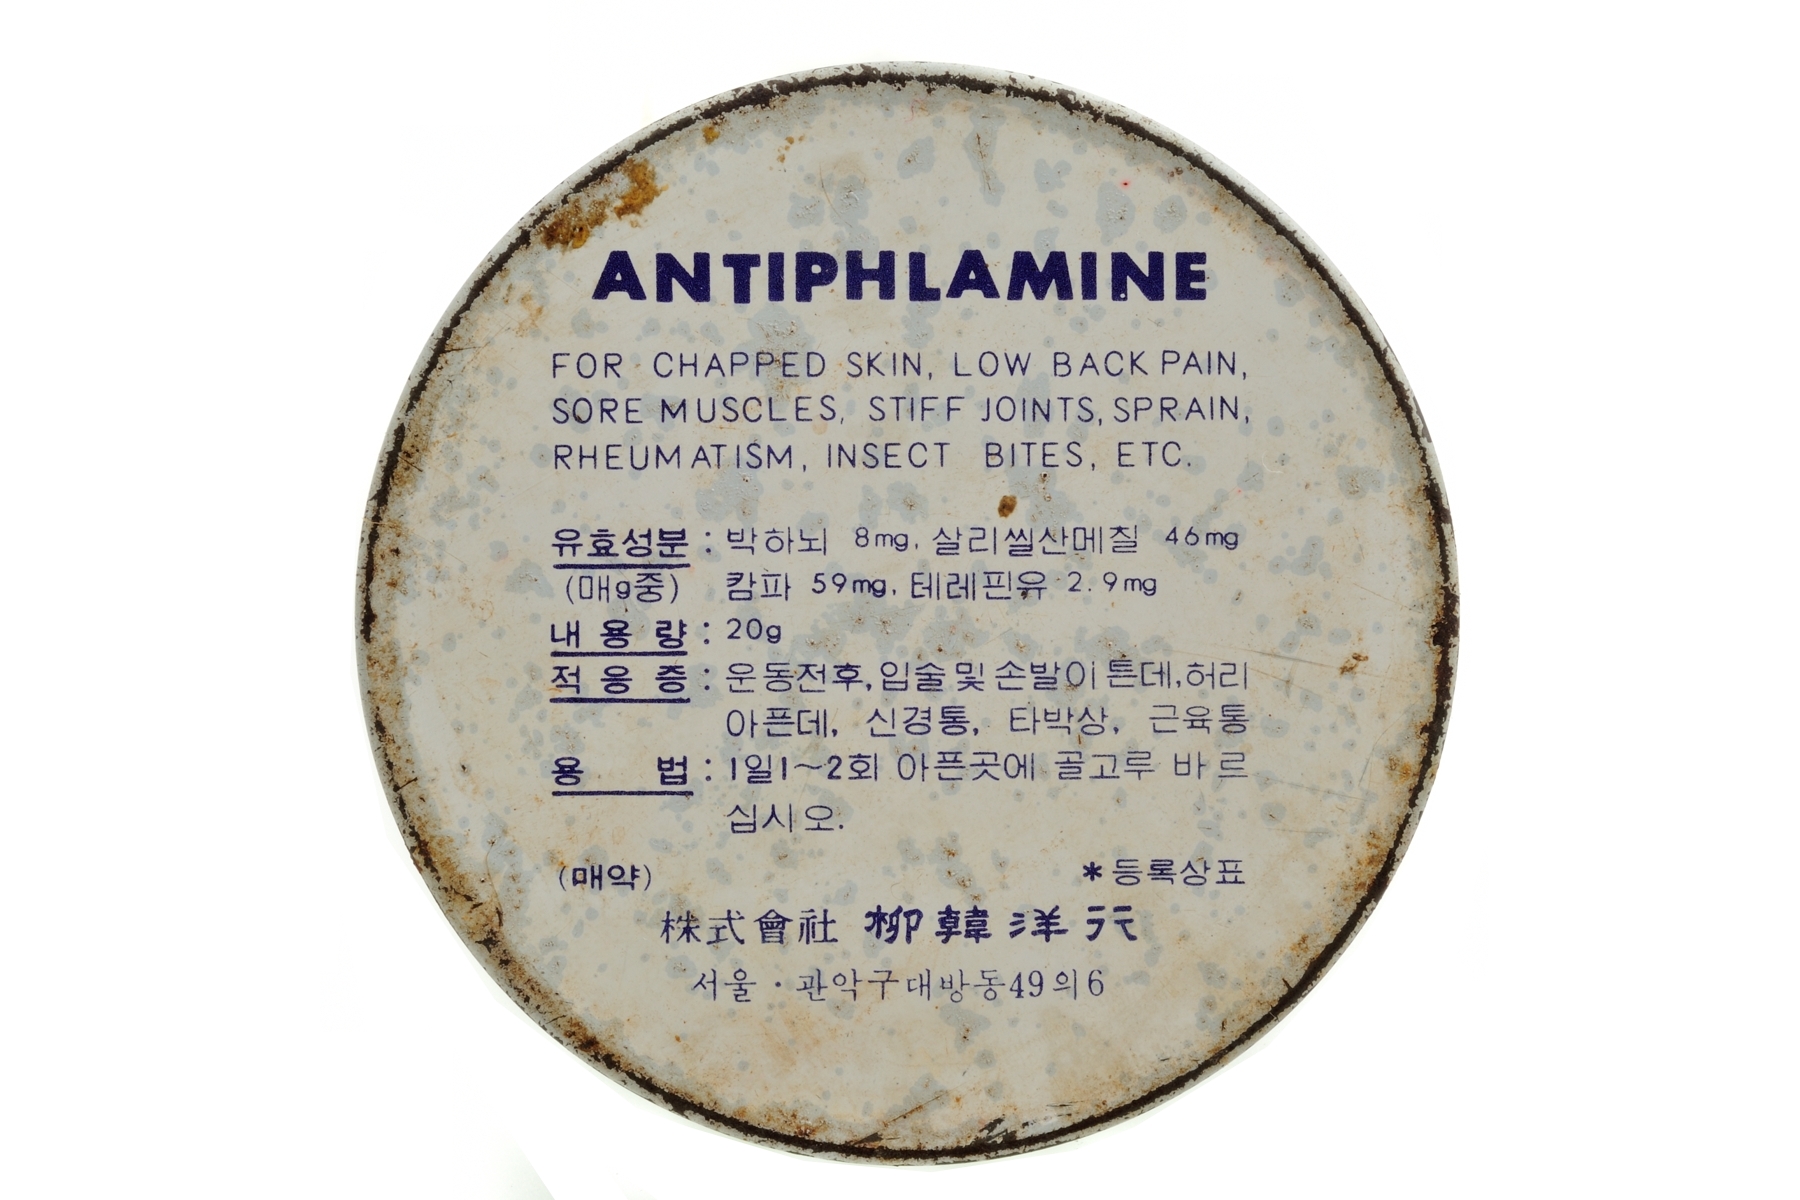 ANTIPHLAMINE
FOR CHAPPED SKIN, LOW BACK PAIN,
SORE MUSCLES, STIFF JOINTS, SPRAIN,
RHEUMATISM, INSECT BITES, ETC.
유효성분 : 박하뇌 8mg, 살리씰산메칠 46mg
(매g중) 캄파 59mg, 테레핀유 2.9mg
내용량 : 20g
적응증 : 운동전후, 입술및 손발이 튼데, 허리
아픈데, 신경통, 타박상, 근육통
용법 : 1일1~2회 아픈곳에 골고루 바르
십시오.
(매약) *등록상표
株式會社 柳韓洋行
서울·관악구대방동49의6